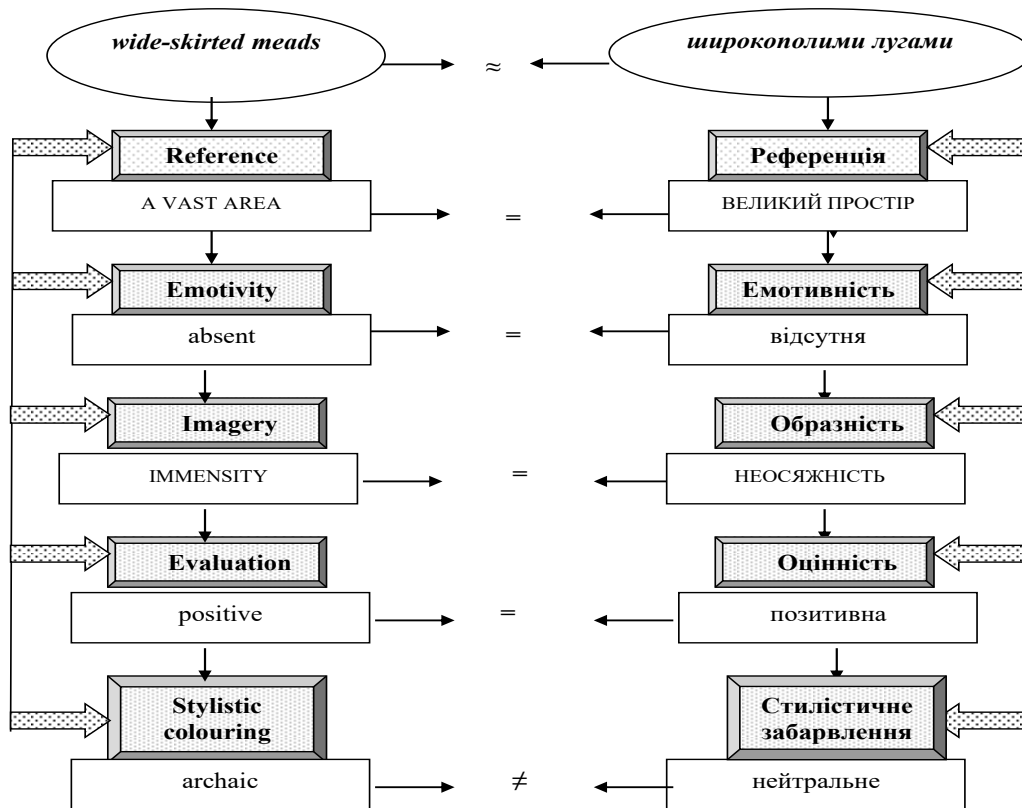 wide-skirted meads
≈
широкополими лугами
Reference
Референція
A VAST AREA
=
ВЕЛИКИЙ ПРОСТІР
Emotivity
Емотивність
absent
=
відсутня
Imagery
Образність
IMMENSITY
=
НЕОСЯЖНІСТЬ
Evaluation
Оцінність
positive
=
позитивна
Stylistic
colouring
Стилістичне
забарвлення
archaic
≠
нейтральне